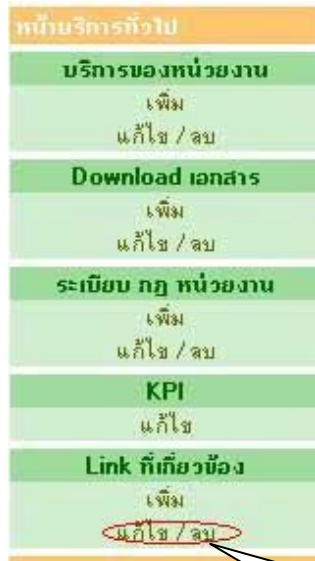 หน้าบริการทั่วไป
บริการของหน่วยงาน
เพิ่ม
แก้ไข / ลบ
Download เอกสาร
เพิ่ม
แก้ไข / ลบ
ระเบียบ กฎ หน่วยงาน
เพิ่ม
แก้ไข / ลบ
KPI
แก้ไข
Link ที่เกี่ยวข้อง
เพิ่ม
แก้ไข / ลบ